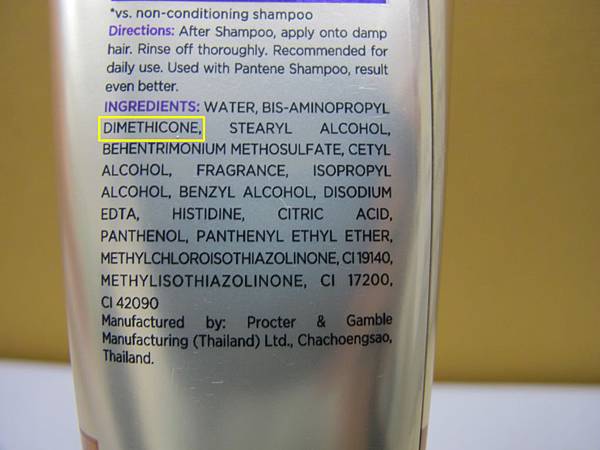 *vs. non-conditioning shampoo
Directions: After Shampoo, apply onto damp
hair. Rinse off thoroughly. Recommended for
daily use. Used with Pantene Shampoo, result
even better.
INGREDIENTS: WATER, BIS-AMINOPROPYL
DIMETHICONE, STEARYL ALCOHOL,
BEHENTRIMONIUM METHOSULFATE, CETYL
ALCOHOL, FRAGRANCE, ISOPROPYL
ALCOHOL, BENZYL ALCOHOL, DISODIUM
EDTA, HISTIDINE, CITRIC ACID,
PANTHENOL, PANTHENYL ETHYL ETHER,
METHYLCHLOROISOTHIAZOLINONE, CI 19140,
METHYLISOTHIAZOLINONE, CI 17200,
CI 42090
Manufactured by: Procter & Gamble
Manufacturing (Thailand) Ltd., Chachoengsao,
Thailand.